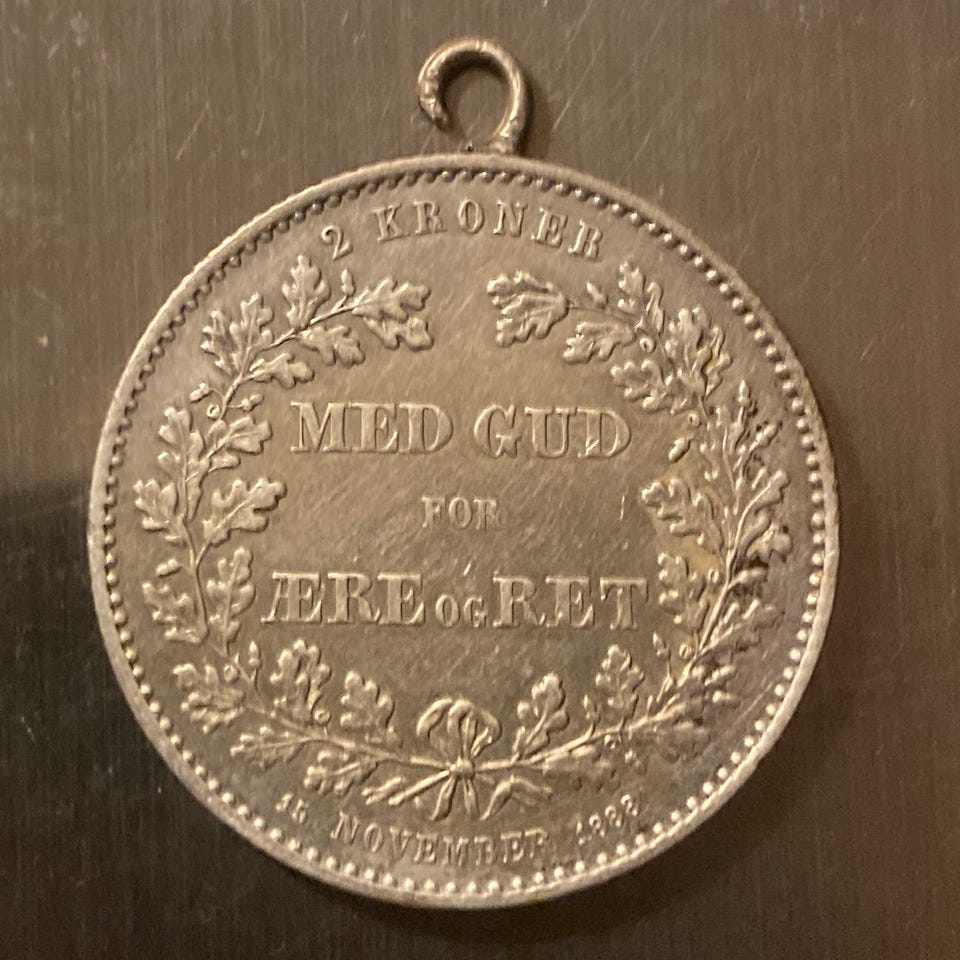 2 KRONER
MED GUD
FOR
ÆRE OG RET
15 NOVEMBER 1888